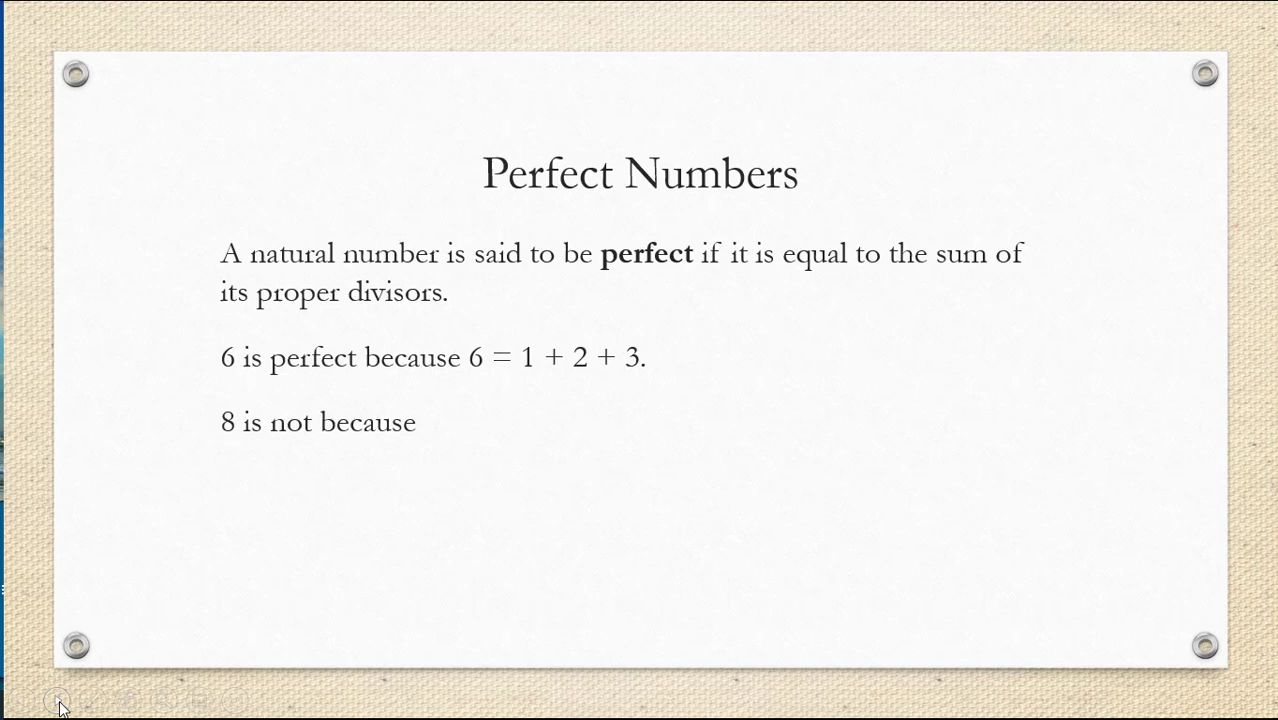 Perfect Numbers
A natural number is said to be perfect if it is equal to the sum of
its proper divisors.
6 is perfect because 6 = 1 + 2 + 3.
8 is not because